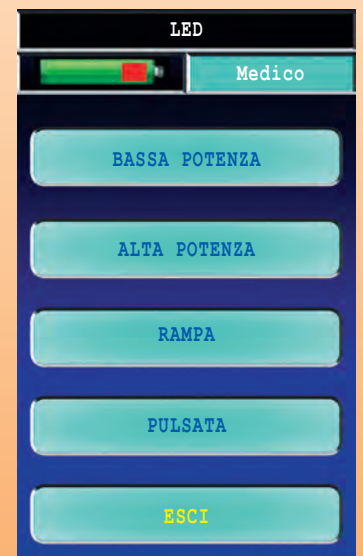 LED
Medico
BASSA POTENZA
ALTA POTENZA
RAMPA
PULSATA
ESCI